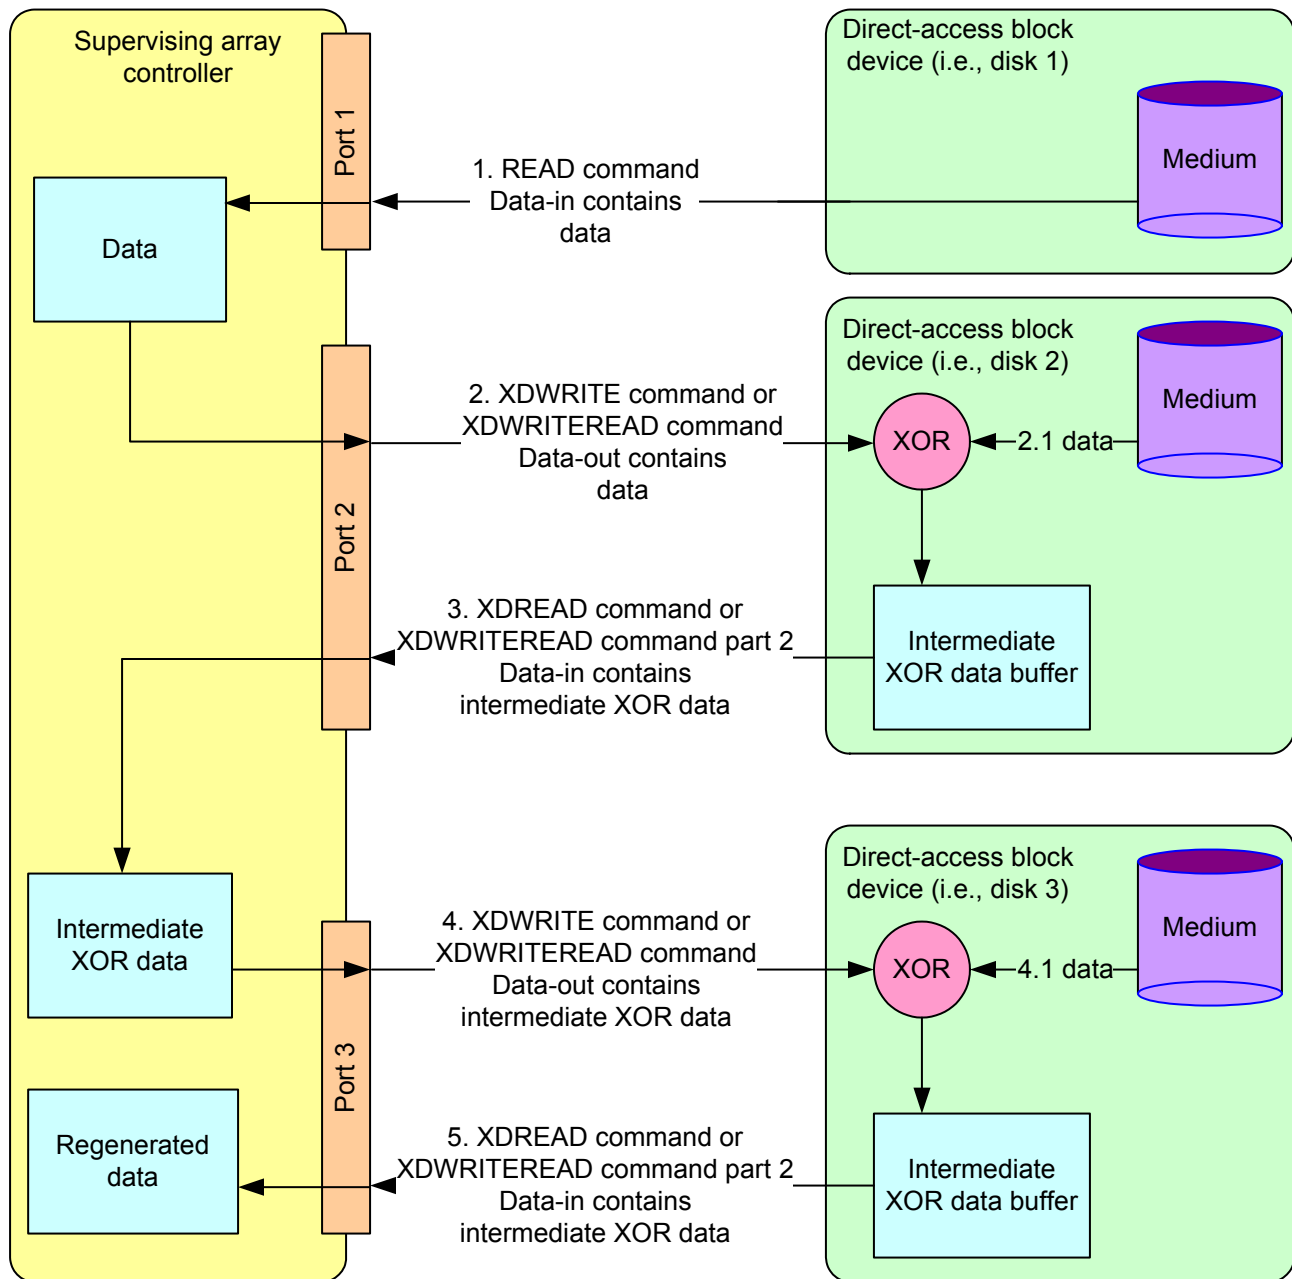 Supervising array
controller
Port 1
Direct-access block
device (i.e., disk 1)
Medium
1. READ command
Data-in contains
data
Data
Direct-access block
device (i.e., disk 2)
Medium
Port 2
2. XDWRITE command or
XDWRITEREAD command
Data-out contains
data
XOR
2.1 data
3. XDREAD command or
XDWRITEREAD command part 2
Data-in contains
intermediate XOR data
Intermediate
XOR data buffer
Direct-access block
device (i.e., disk 3)
Medium
Intermediate
XOR data
Port 3
4. XDWRITE command or
XDWRITEREAD command
Data-out contains
intermediate XOR data
XOR
4.1 data
Regenerated
data
5. XDREAD command or
XDWRITEREAD command part 2
Data-in contains
intermediate XOR data
Intermediate
XOR data buffer